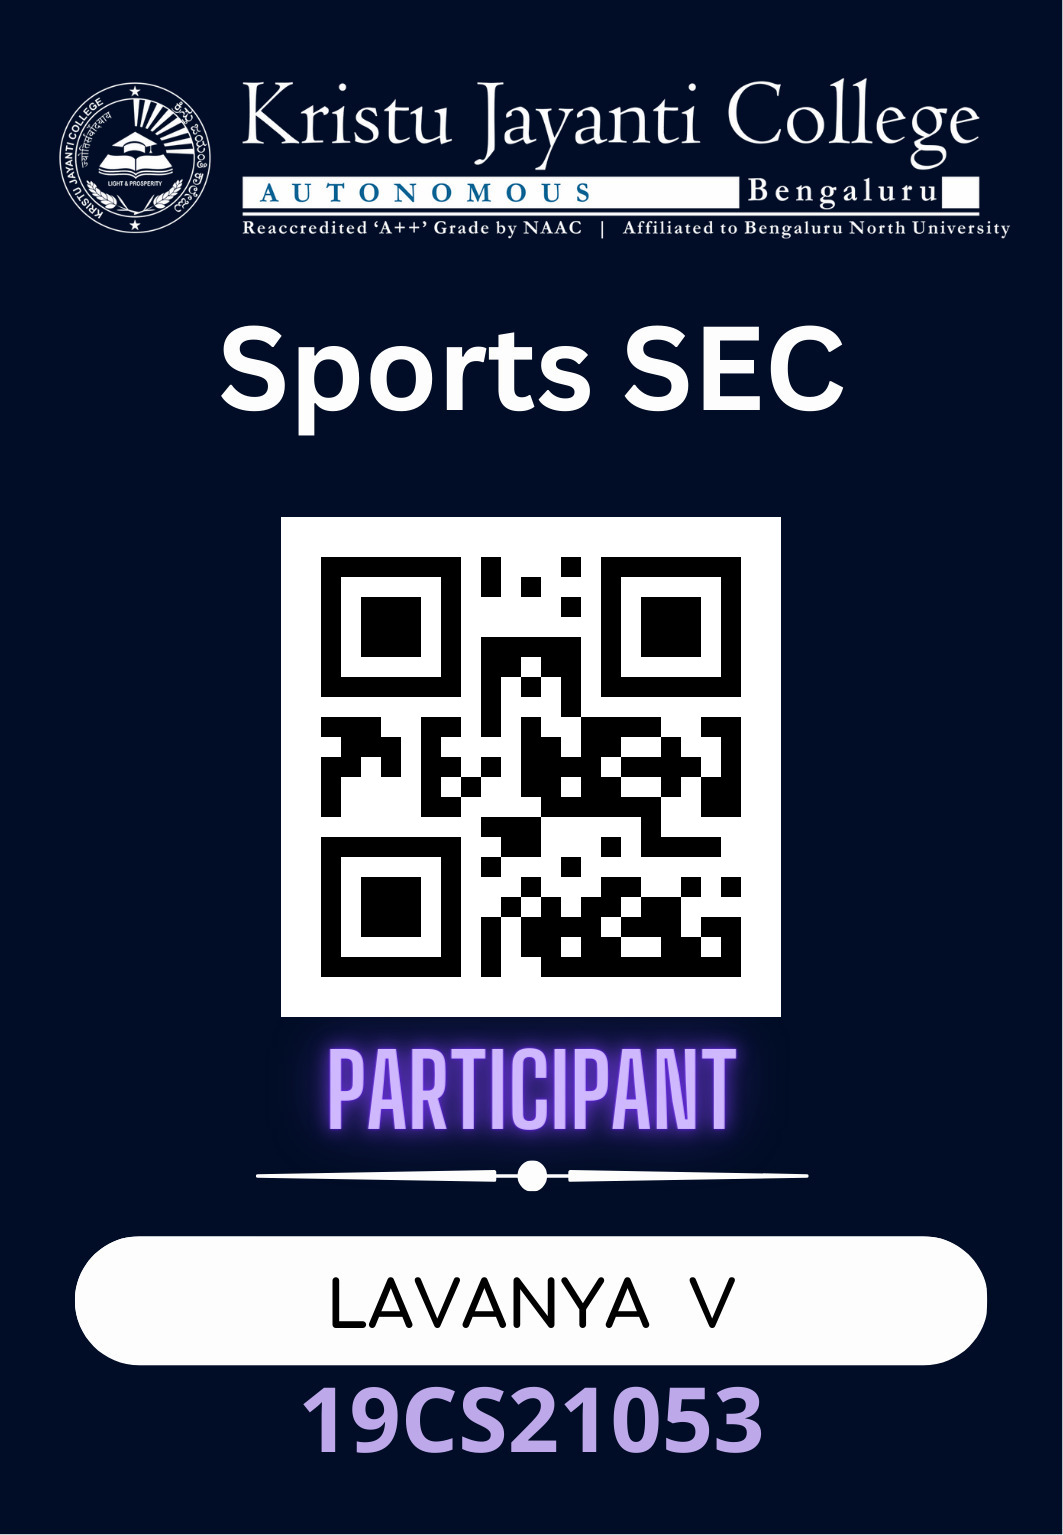 KRISTU JAYANTI COLLEGE
LIGHT & PROSPERITY
Kristu Jayanti College
AUTONOMOUS Bengaluru
Reaccredited ‘A++’ Grade by NAAC | Affiliated to Bengaluru North University
Sports SEC
PARTICIPANT
LAVANYA V
19CS21053